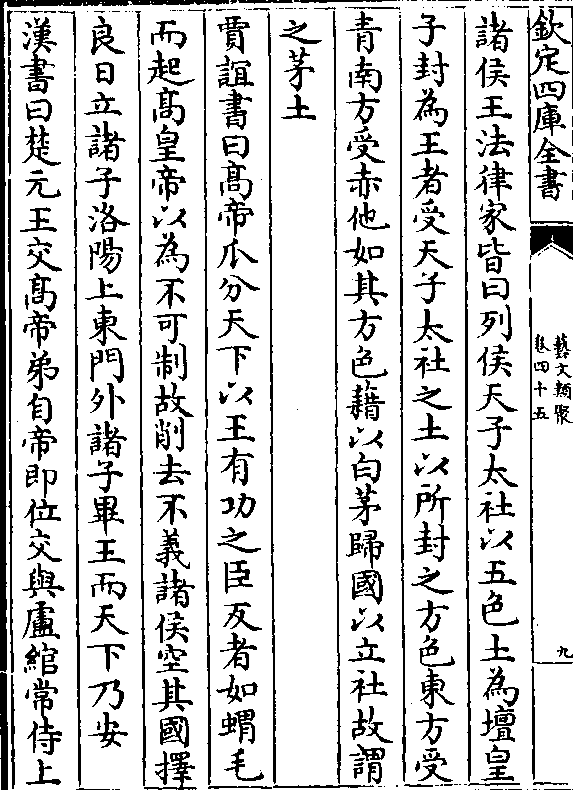 欽定四庫全書
藝文類聚
卷四十五
九
諸侯王法律家皆曰列侯天子太社以五色土為壇皇
子封為王者受天子太社之土以所封之方色東方受
青南方受赤他如其方色藉以白茅歸國以立社故謂
之茅土
賈誼書曰髙帝瓜分天下以王有功之臣反者如蝟毛
而起髙皇帝以為不可制故削去不義諸侯空其國擇
良日立諸子洛陽上東門外諸子畢王而天下乃安
漢書曰楚元王交髙帝弟自帝即位交與盧綰常侍上